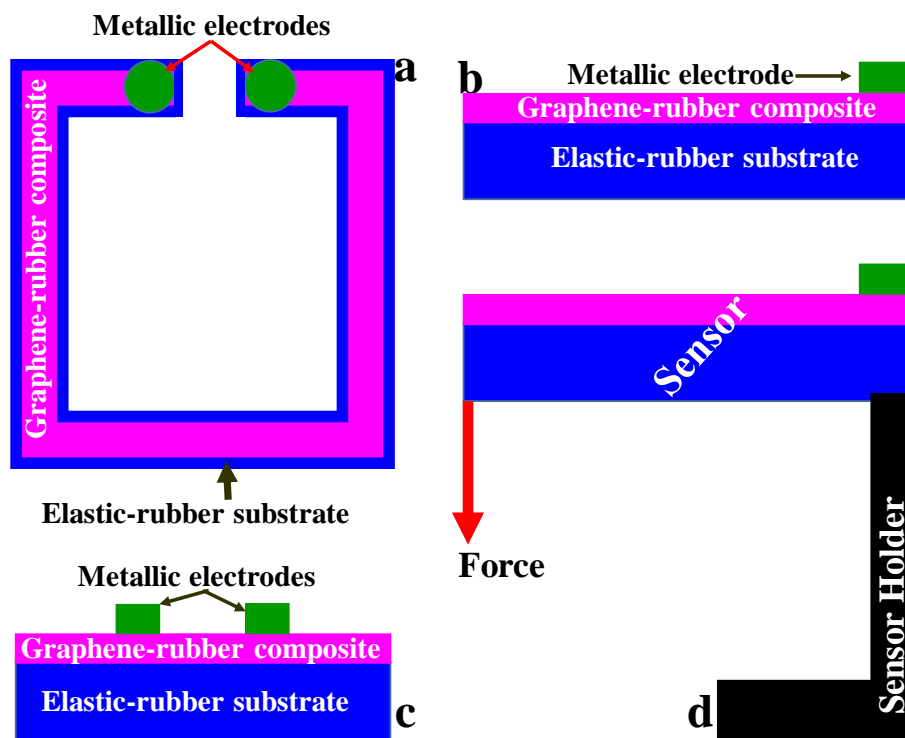 Metallic electrodes
a
Graphene-rubber composite
Elastic-rubber substrate
b
Metallic electrode
Graphene-rubber composite
Elastic-rubber substrate
Metallic electrodes
Graphene-rubber composite
Elastic-rubber substrate
c
Sensor
Force
Sensor Holder
d